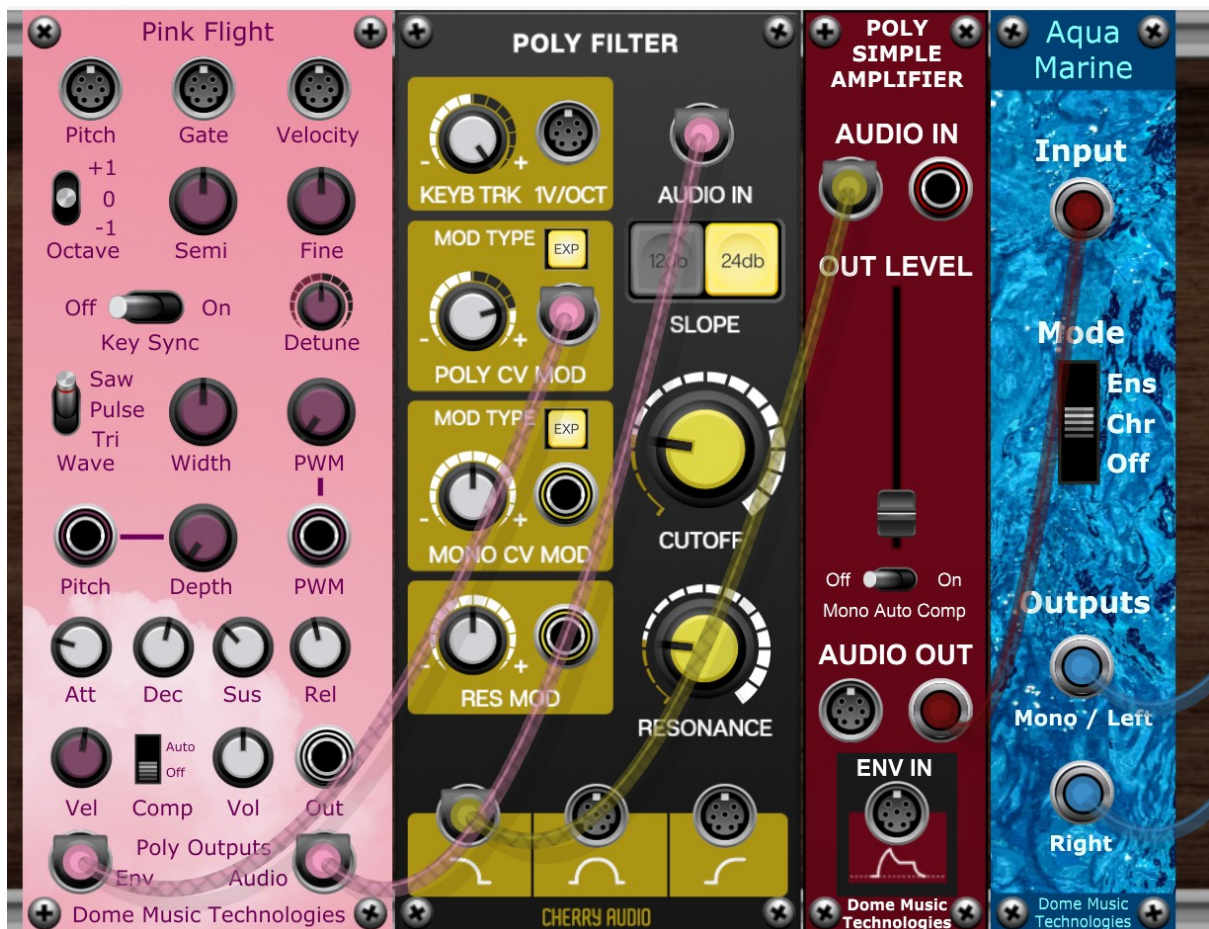 Pink Flight
Pitch Gate Velocity
+1
0
-1
Octave Semi Fine
Off On
Key Sync Detune
Saw
Pulse
Tri
Wave Width PWM
Pitch Depth PWM
Att Dec Sus Rel
Auto
Off
Vel Comp Vol Out
Poly Outputs
Env Audio
Dome Music Technologies
POLY FILTER
- +
KEYB TRK 1V/OCT
AUDIO IN
MOD TYPE EXP
12db 24db
- +
SLOPE
POLY CV MOD
MOD TYPE EXP
- +
MONO CV MOD
CUTOFF
- +
RES MOD
RESONANCE
CHERRY AUDIO
POLY
SIMPLE
AMPLIFIER
AUDIO IN
OUT LEVEL
Off On
Mono Auto Comp
AUDIO OUT
ENV IN
Dome Music
Technologies
Aqua
Marine
Input
Mode
Ens
Chr
Off
Outputs
Mono / Left
Right
Dome Music
Technologies